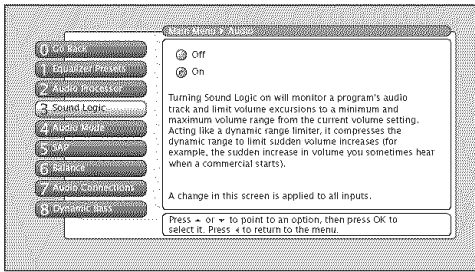 Main Menu ▸ Audio
0 Go Back
1 Equalizer Presets
2 Audio Processor
3 Sound Logic
4 Audio Mode
5 SAP
6 Balance
7 Audio Connections
8 Dynamic Bass
Off
On
Turning Sound Logic on will monitor a program's audio
track and limit volume excursions to a minimum and
maximum volume range from the current volume setting.
Acting like a dynamic range limiter, it compresses the
dynamic range to limit sudden volume increases (for
example, the sudden increase in volume you sometimes hear
when a commercial starts).
A change in this screen is applied to all inputs.
Press ▲ or ▼ to point to an option, then press OK to
select it. Press ◂ to return to the menu.